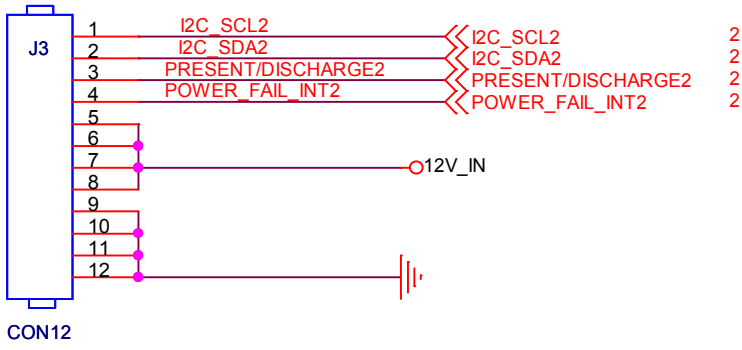 J3
1 I2C_SCL2 I2C_SCL2 2
2 I2C_SDA2 I2C_SDA2 2
3 PRESENT/DISCHARGE2 PRESENT/DISCHARGE2 2
4 POWER_FAIL_INT2 POWER_FAIL_INT2 2
5
6
7 12V_IN
8
9
10
11
12
CON12